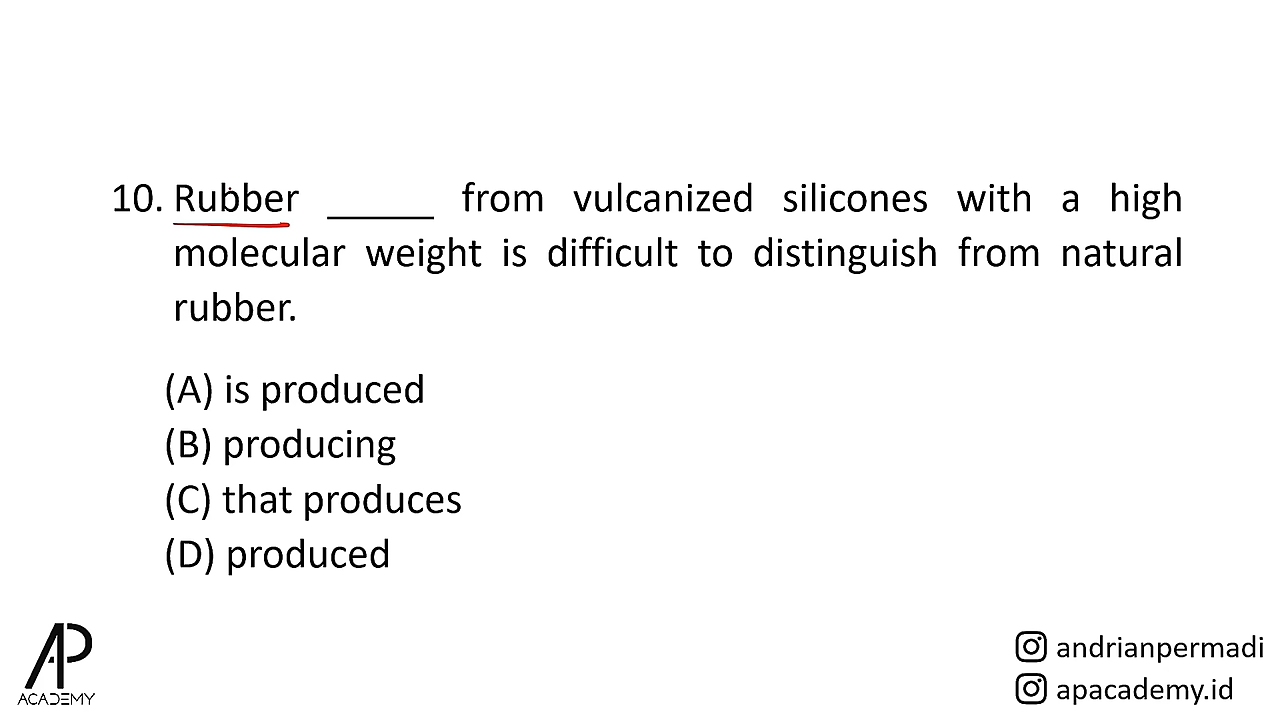 10. Rubber _____ from vulcanized silicones with a high
molecular weight is difficult to distinguish from natural
rubber.
(A) is produced
(B) producing
(C) that produces
(D) produced
AP
ACADEMY
andrianpermadi
apacademy.id